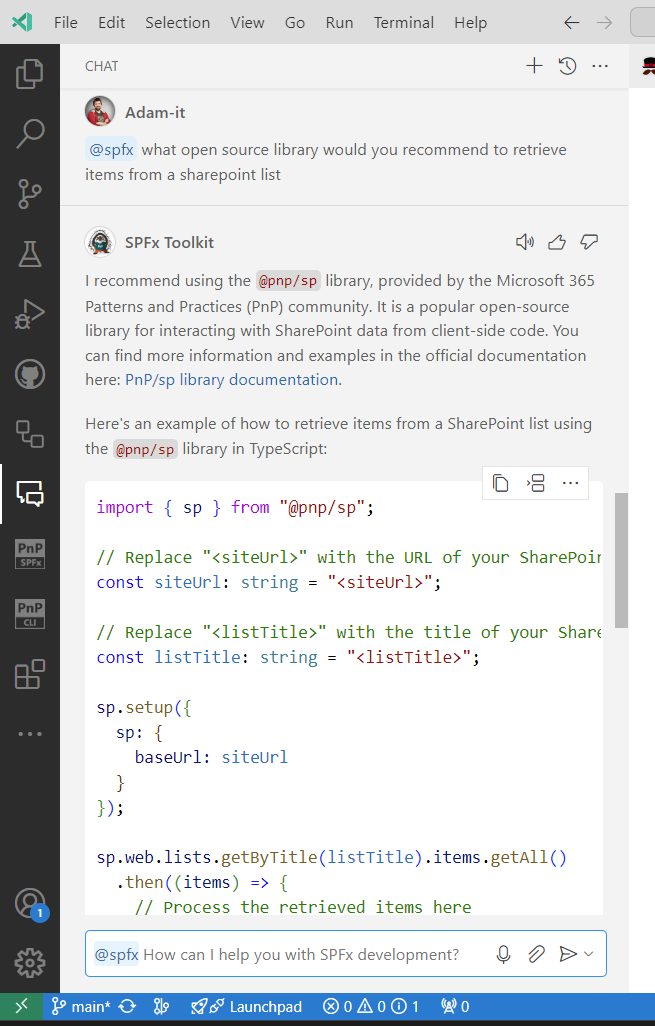 File Edit Selection View Go Run Terminal Help
CHAT
Adam-it
@spfx what open source library would you recommend to retrieve
items from a sharepoint list
SPFx Toolkit
I recommend using the @pnp/sp library, provided by the Microsoft 365
Patterns and Practices (PnP) community. It is a popular open-source
library for interacting with SharePoint data from client-side code. You
can find more information and examples in the official documentation
here: PnP/sp library documentation.
Here's an example of how to retrieve items from a SharePoint list using
the @pnp/sp library in TypeScript:
import { sp } from "@pnp/sp";
// Replace "<siteUrl>" with the URL of your SharePoin
const siteUrl: string = "<siteUrl>";
// Replace "<listTitle>" with the title of your Share
const listTitle: string = "<listTitle>";
sp.setup({
sp: {
baseUrl: siteUrl
}
});
sp.web.lists.getByTitle(listTitle).items.getAll()
.then((items) => {
// Process the retrieved items here
PnP
SPFx
PnP
CLI
1
@spfx How can I help you with SPFx development?
main* Launchpad 0 0 1 0